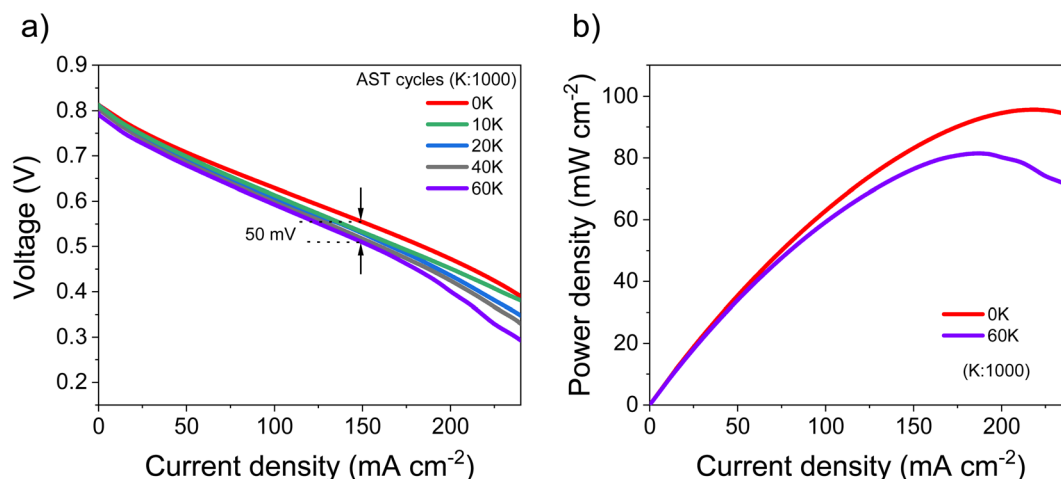 a)
0.9
0.8
0.7
0.6
0.5
0.4
0.3
0.2
Voltage (V)
AST cycles (K:1000)
0K
10K
20K
40K
60K
50 mV
0
50
100
150
200
Current density (mA cm-2)
b)
100
80
60
40
20
0
Power density (mW cm-2)
0K
60K
(K:1000)
0
50
100
150
200
Current density (mA cm-2)